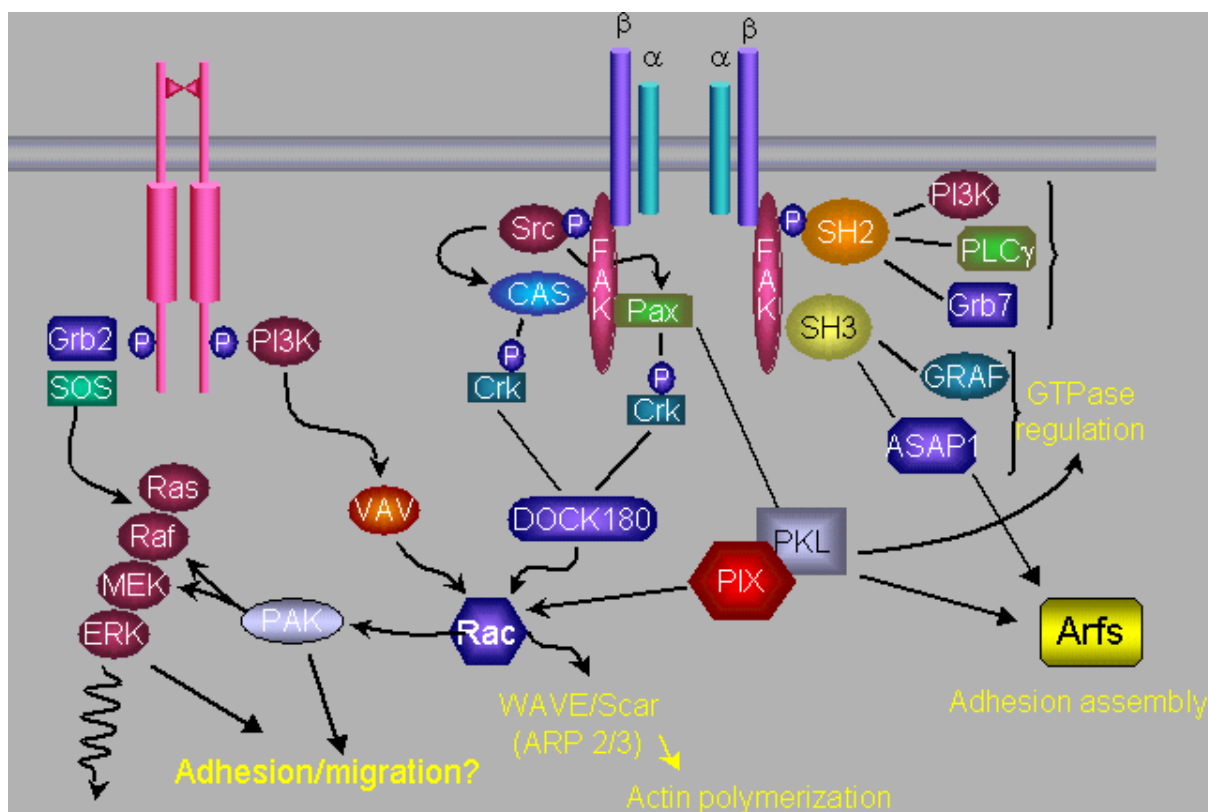 β
α
α
β
Src
P
F
A
K
CAS
Pax
P
Crk
P
Crk
F
A
K
P
SH2
PI3K
PLCγ
Grb7
SH3
GRAF
ASAP1
GTPase
regulation
Grb2
SOS
P
P
PI3K
Ras
Raf
MEK
ERK
VAV
DOCK180
PKL
PIX
PAK
Rac
Arfs
Adhesion assembly
WAVE/Scar
(ARP 2/3)
Actin polymerization
Adhesion/migration?